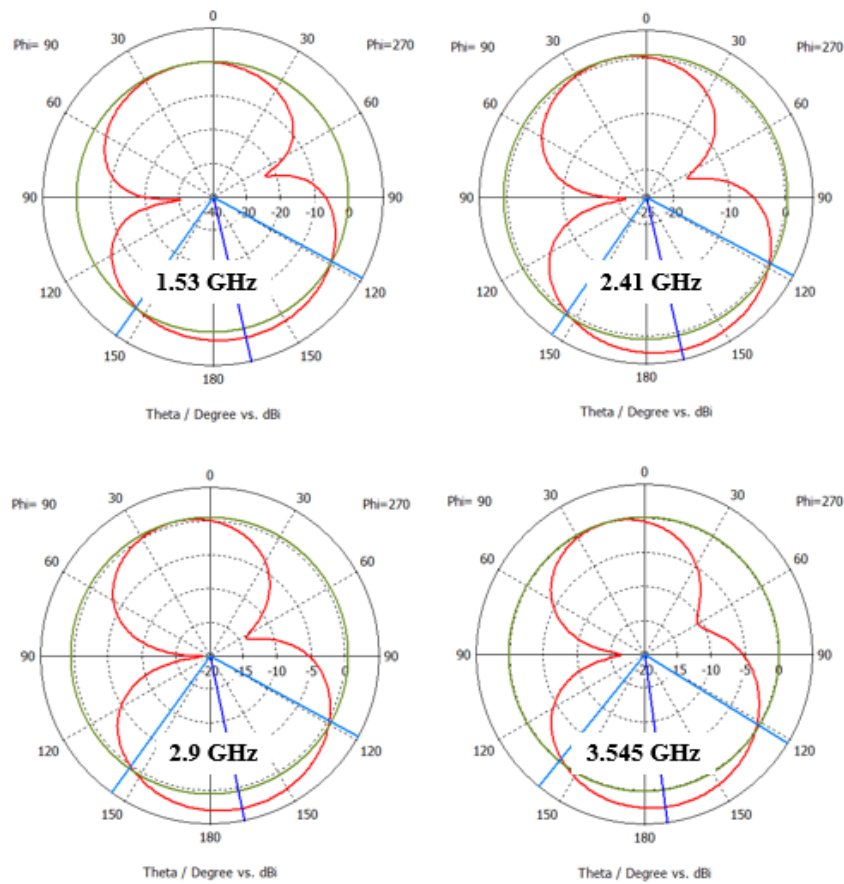 0
Phi= 90 30 30 Phi=270
60 60
90 -40 -30 -20 -10 0 90
1.53 GHz
120 120
150 150
180
Theta / Degree vs. dBi
0
Phi= 90 30 30 Phi=270
60 60
90 -25 -20 -10 0 90
2.41 GHz
120 120
150 150
180
Theta / Degree vs. dBi
0
Phi= 90 30 30 Phi=270
60 60
90 -20 -15 -10 -5 0 90
2.9 GHz
120 120
150 150
180
Theta / Degree vs. dBi
0
Phi= 90 30 30 Phi=270
60 60
90 -20 -15 -10 -5 0 90
3.545 GHz
120 120
150 150
180
Theta / Degree vs. dBi